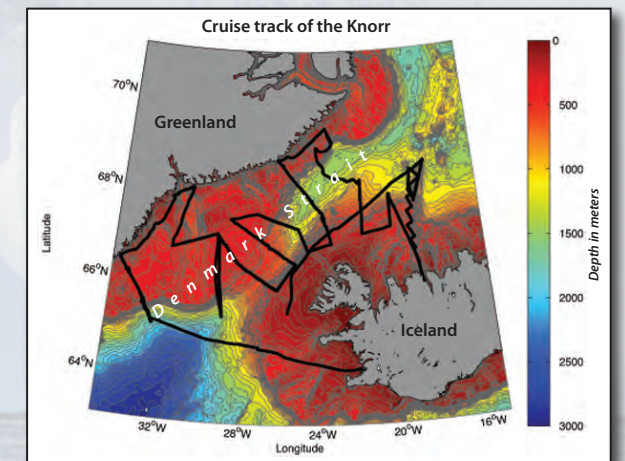 Cruise track of the Knorr
70°N
Greenland
68°N
Denmark Strait
66°N
Iceland
64°N
32°W
28°W
24°W
20°W
16°W
Latitude
Longitude
0
500
1000
1500
2000
2500
3000
Depth in meters